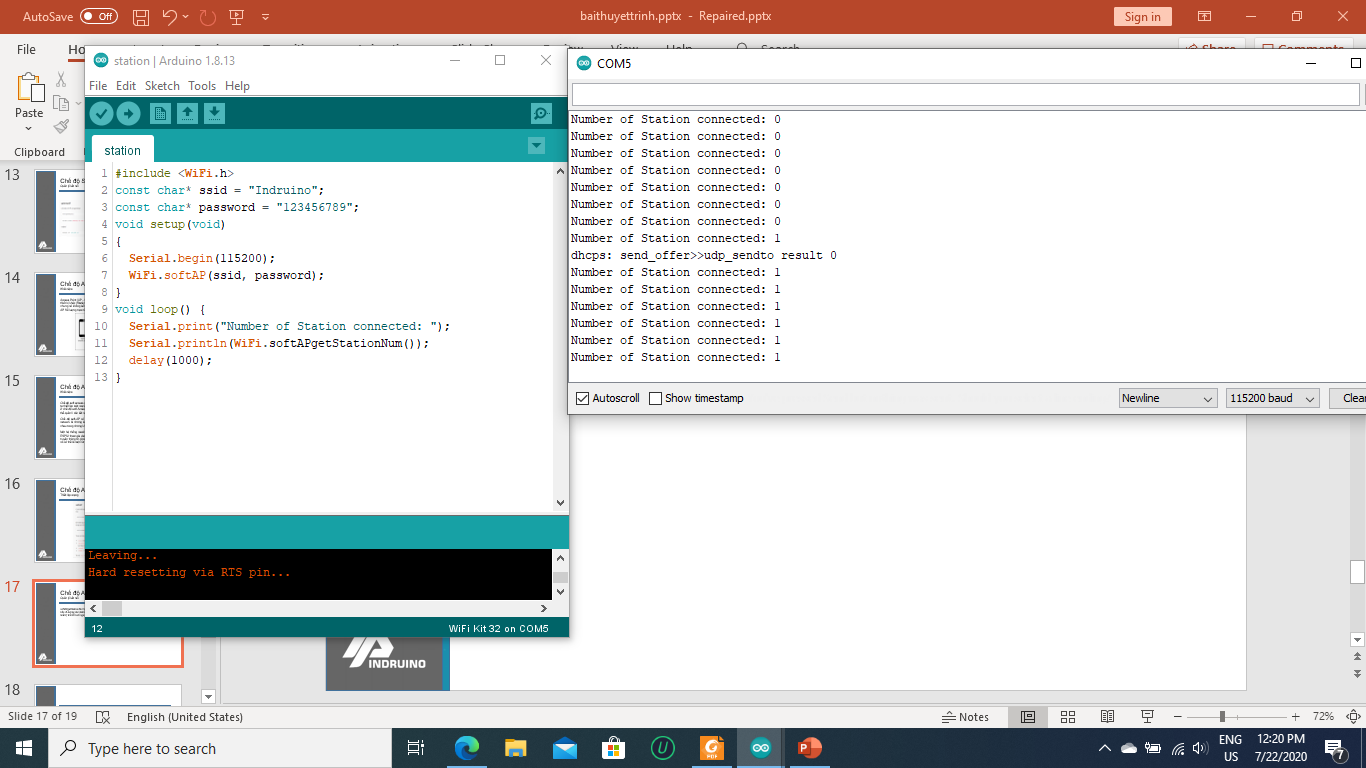 AutoSave
Off
baithuyettrinh.pptx - Repaired.pptx
Sign in
File
Search
Share
Comments
Paste
Clipboard
station | Arduino 1.8.13
File Edit Sketch Tools Help
station
1 #include <WiFi.h>
2 const char* ssid = "Indruino";
3 const char* password = "123456789";
4 void setup(void)
5 {
6 Serial.begin(115200);
7 WiFi.softAP(ssid, password);
8 }
9 void loop() {
10 Serial.print("Number of Station connected: ");
11 Serial.println(WiFi.softAPgetStationNum());
12 delay(1000);
13 }
Leaving...
Hard resetting via RTS pin...
12
WiFi Kit 32 on COM5
COM5
Number of Station connected: 0
Number of Station connected: 0
Number of Station connected: 0
Number of Station connected: 0
Number of Station connected: 0
Number of Station connected: 0
Number of Station connected: 0
Number of Station connected: 1
dhcps: send_offer>>udp_sendto result 0
Number of Station connected: 1
Number of Station connected: 1
Number of Station connected: 1
Number of Station connected: 1
Number of Station connected: 1
Number of Station connected: 1
Autoscroll
Show timestamp
Newline
115200 baud
Clear
13
14
15
16
17
18
INDRUINO
Slide 17 of 19
English (United States)
Notes
72%
Type here to search
ENG
US
12:20 PM
7/22/2020
7